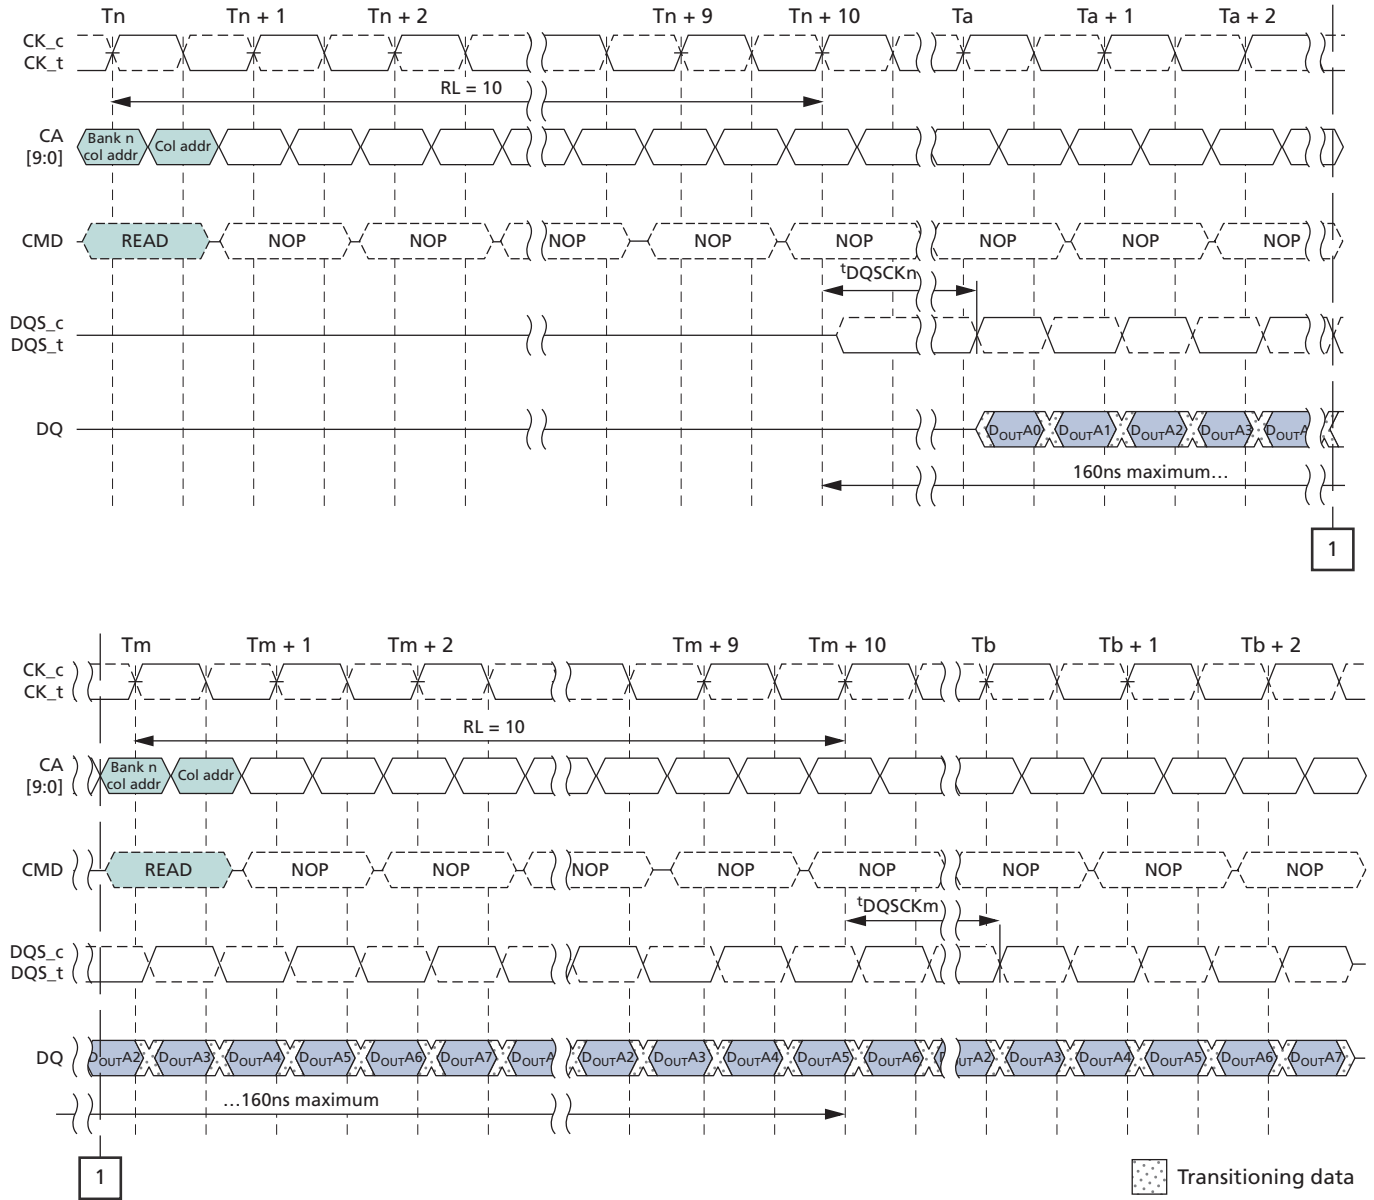 Tn Tn + 1 Tn + 2 Tn + 9 Tn + 10 Ta Ta + 1 Ta + 2
CK_c
CK_t
RL = 10
CA
[9:0]
Bank n
col addr
Col addr
CMD READ NOP NOP NOP NOP NOP NOP NOP NOP
tDQSCKn
DQS_c
DQS_t
DQ DOUTA0 DOUTA1 DOUTA2 DOUTA3 DOUTA
160ns maximum...
1
Tm Tm + 1 Tm + 2 Tm + 9 Tm + 10 Tb Tb + 1 Tb + 2
CK_c
CK_t
RL = 10
CA
[9:0]
Bank n
col addr
Col addr
CMD READ NOP NOP NOP NOP NOP NOP NOP NOP
tDQSCKm
DQS_c
DQS_t
DQ DOUTA2 DOUTA3 DOUTA4 DOUTA5 DOUTA6 DOUTA7 DOUTA DOUTA2 DOUTA3 DOUTA4 DOUTA5 DOUTA6 OUTA2 DOUTA3 DOUTA4 DOUTA5 DOUTA6 DOUTA7
...160ns maximum
1
Transitioning data